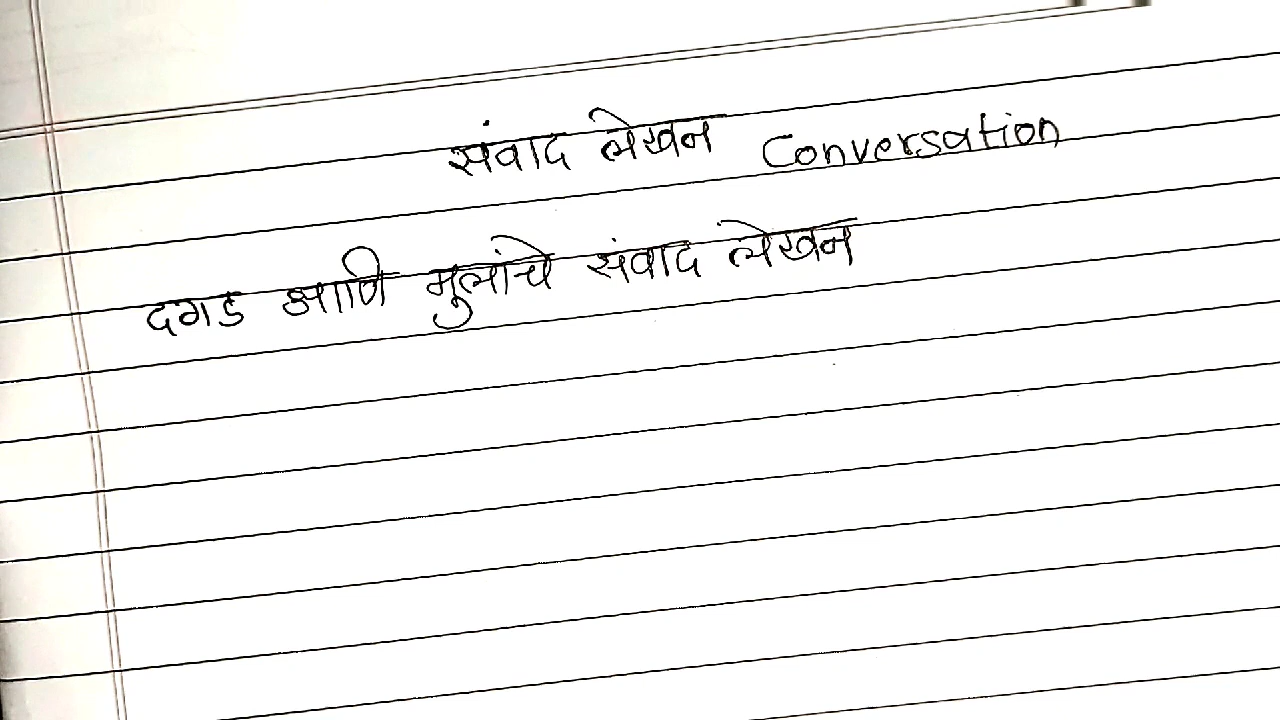 संवाद लेखन Conversation
दगड आणि मुलांचे संवाद लेखन